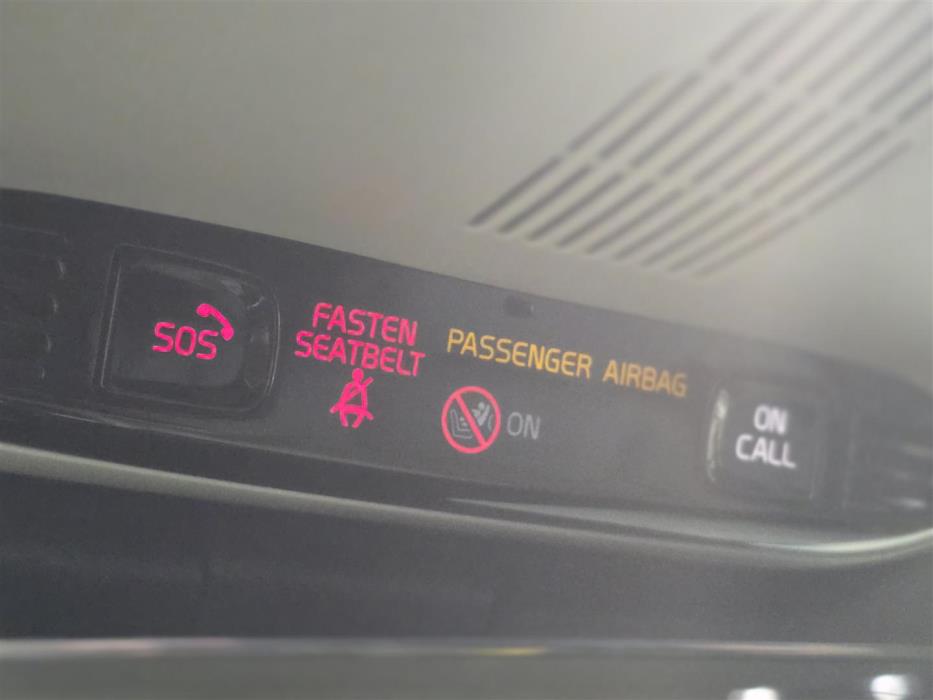 SOS
FASTEN
SEATBELT
PASSENGER AIRBAG
ON
ON
CALL